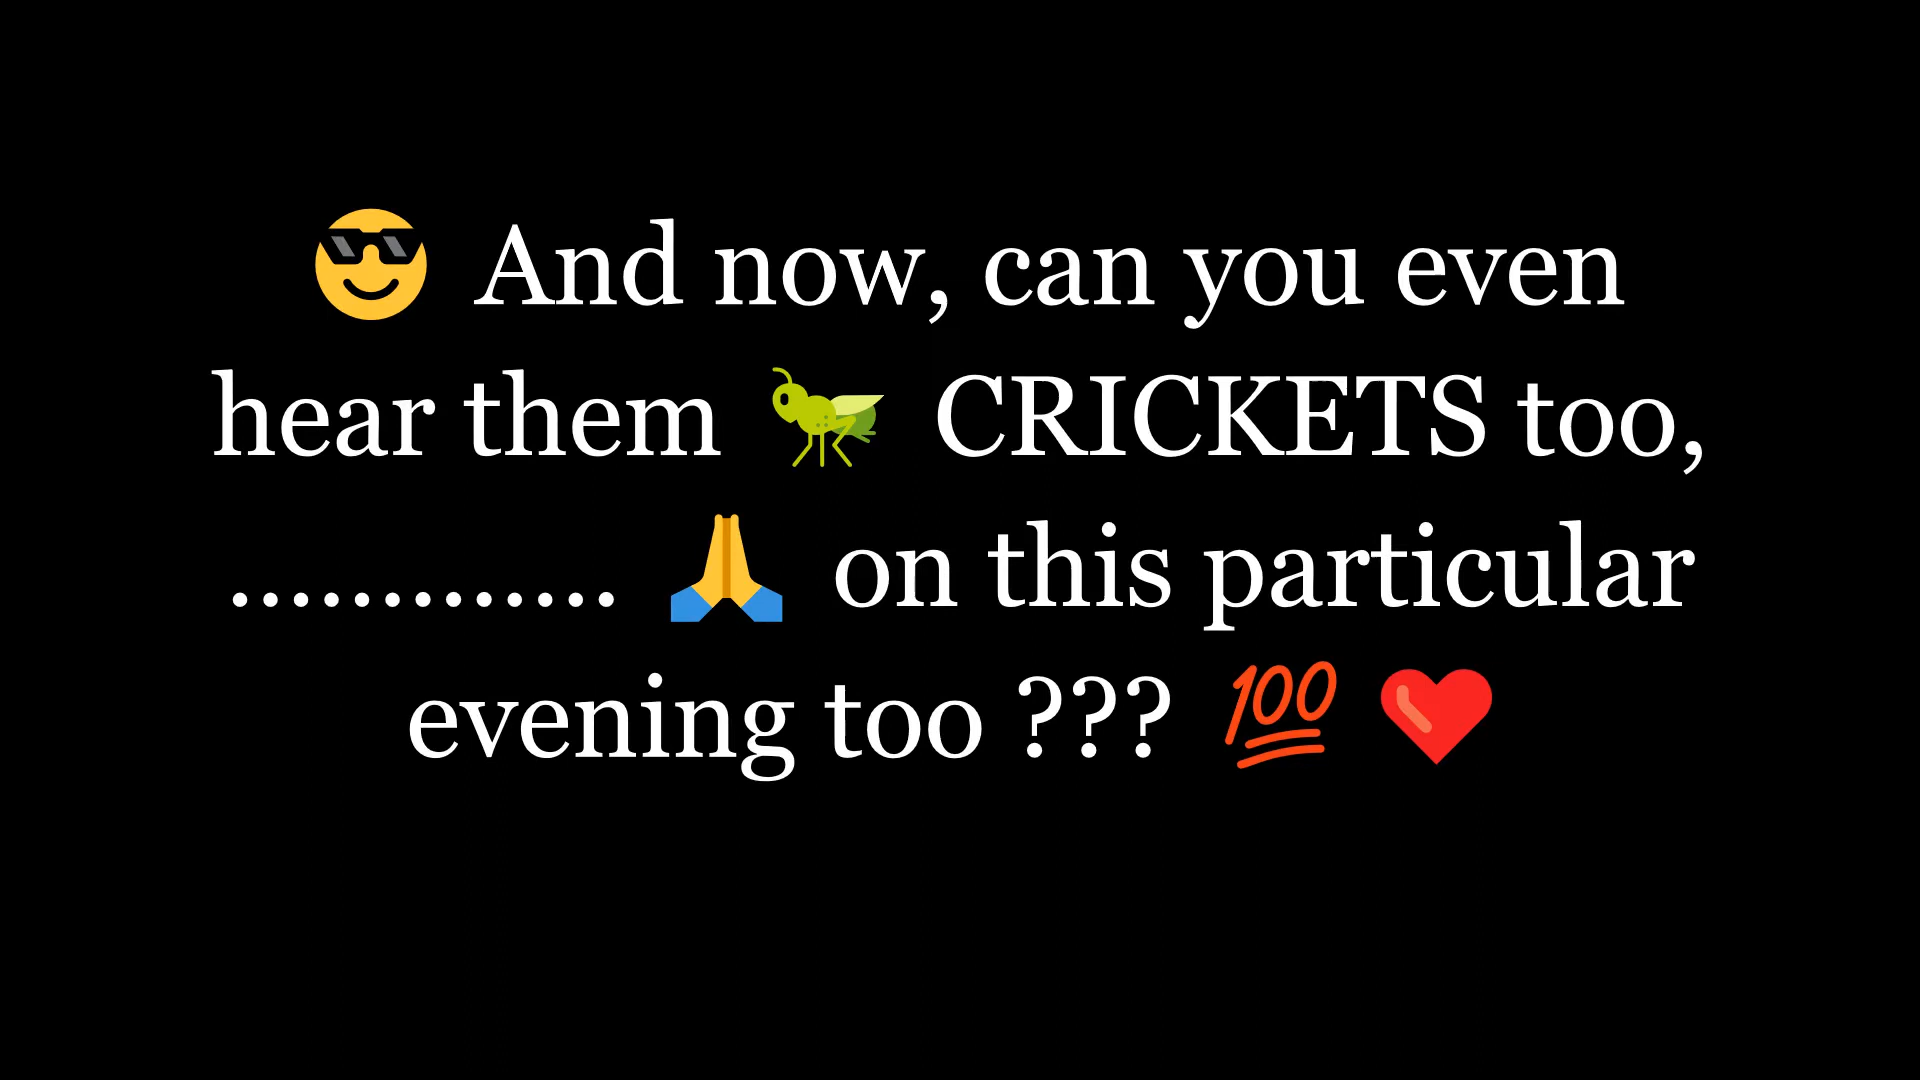 😎 And now, can you even
hear them 🦗 CRICKETS too,
............. 🙏 on this particular
evening too ??? 💯 ❤️